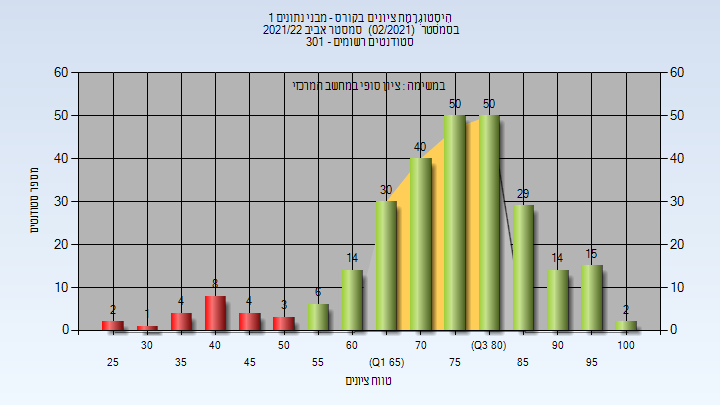 היסטוגרמת ציונים בקורס - מבני נתונים 1
בסמסטר (02/2021) סמסטר אביב 2021/22
סטודנטים רשומים - 301
במשימה : ציון סופי במחשב המרכזי
מספר סטודנטים
60 60
50 50
40 40
30 30
20 20
10 10
0 0
2 1 4 8 4 3 6 14 30 40 50 50 29 14 15 2
30 40 50 60 70 (Q3 80) 90 100
25 35 45 55 (Q1 65) 75 85 95
טווח ציונים